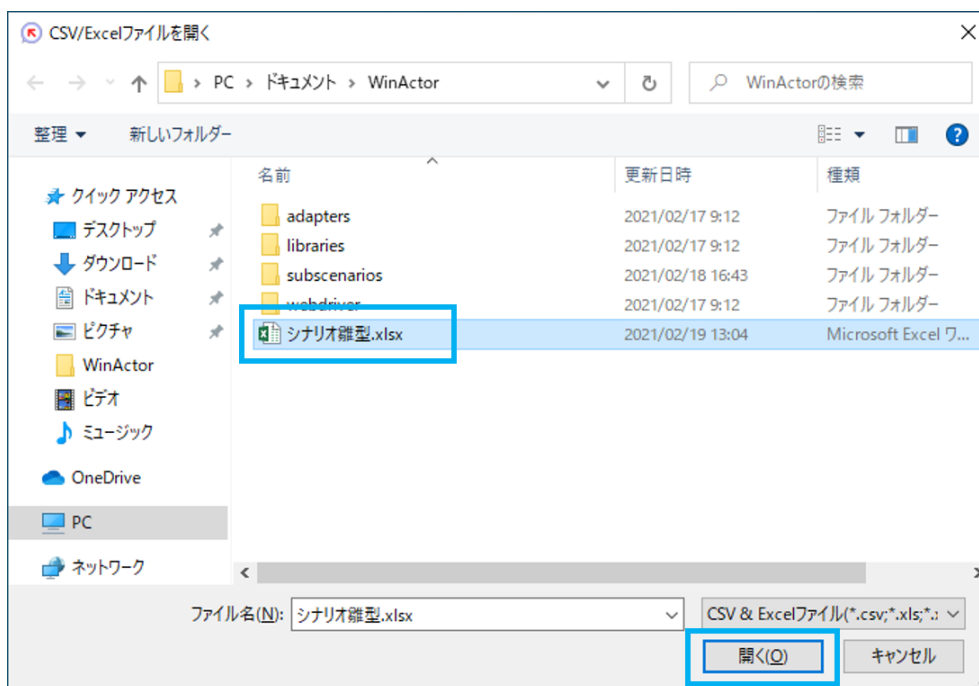 CSV/Excelファイルを開く
PC › ドキュメント › WinActor
WinActorの検索
整理
新しいフォルダー
名前 更新日時 種類
クイック アクセス
デスクトップ
ダウンロード
ドキュメント
ピクチャ
WinActor
ビデオ
ミュージック
OneDrive
PC
ネットワーク
adapters 2021/02/17 9:12 ファイル フォルダー
libraries 2021/02/17 9:12 ファイル フォルダー
subscenarios 2021/02/18 16:43 ファイル フォルダー
webdriver 2021/02/17 9:12 ファイル フォルダー
シナリオ雛型.xlsx 2021/02/19 13:04 Microsoft Excel ワ...
ファイル名(N): シナリオ雛型.xlsx
CSV & Excelファイル(*.csv;*.xls;*.
開く(O)
キャンセル